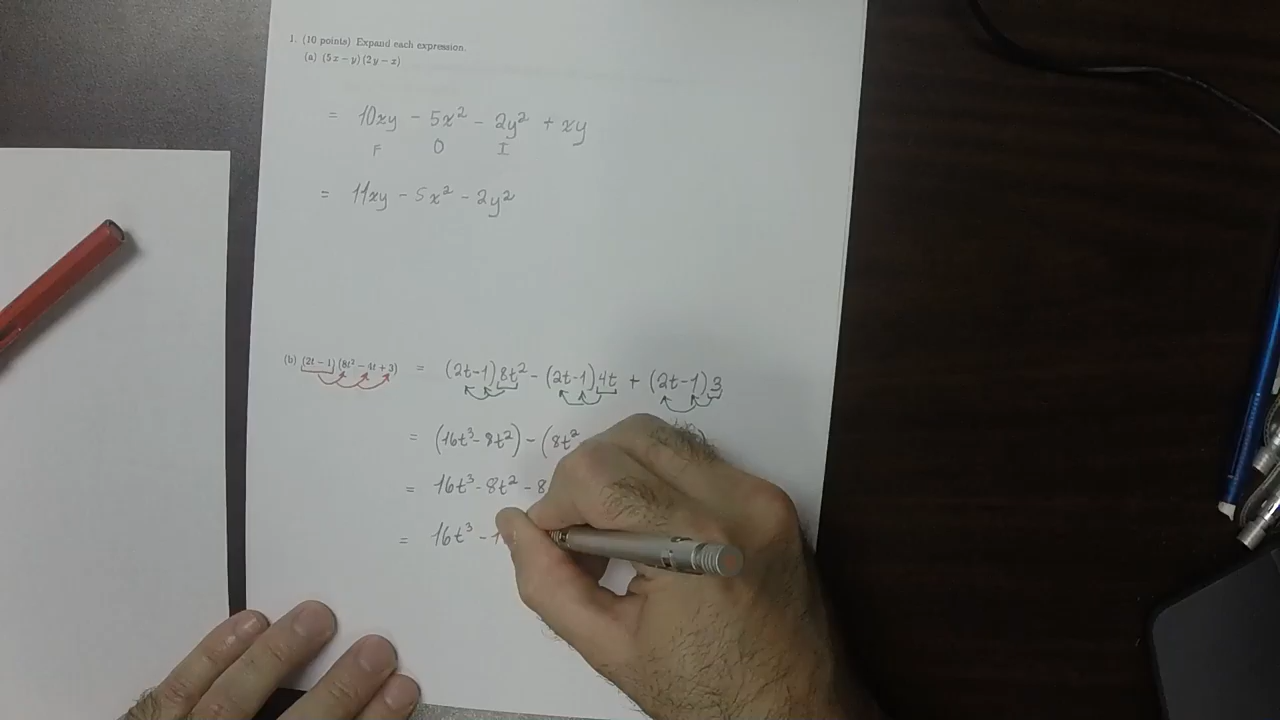 1. (10 points) Expand each expression.
(a) (5x − y)(2y − x)
= 10xy − 5x² − 2y² + xy
F O I
= 11xy − 5x² − 2y²
(b) (2t − 1)(8t² − 4t + 3) = (2t-1)8t² − (2t-1)4t + (2t-1)3
= (16t³ − 8t²) − (8t²
= 16t³ − 8t² − 8
= 16t³ − 1